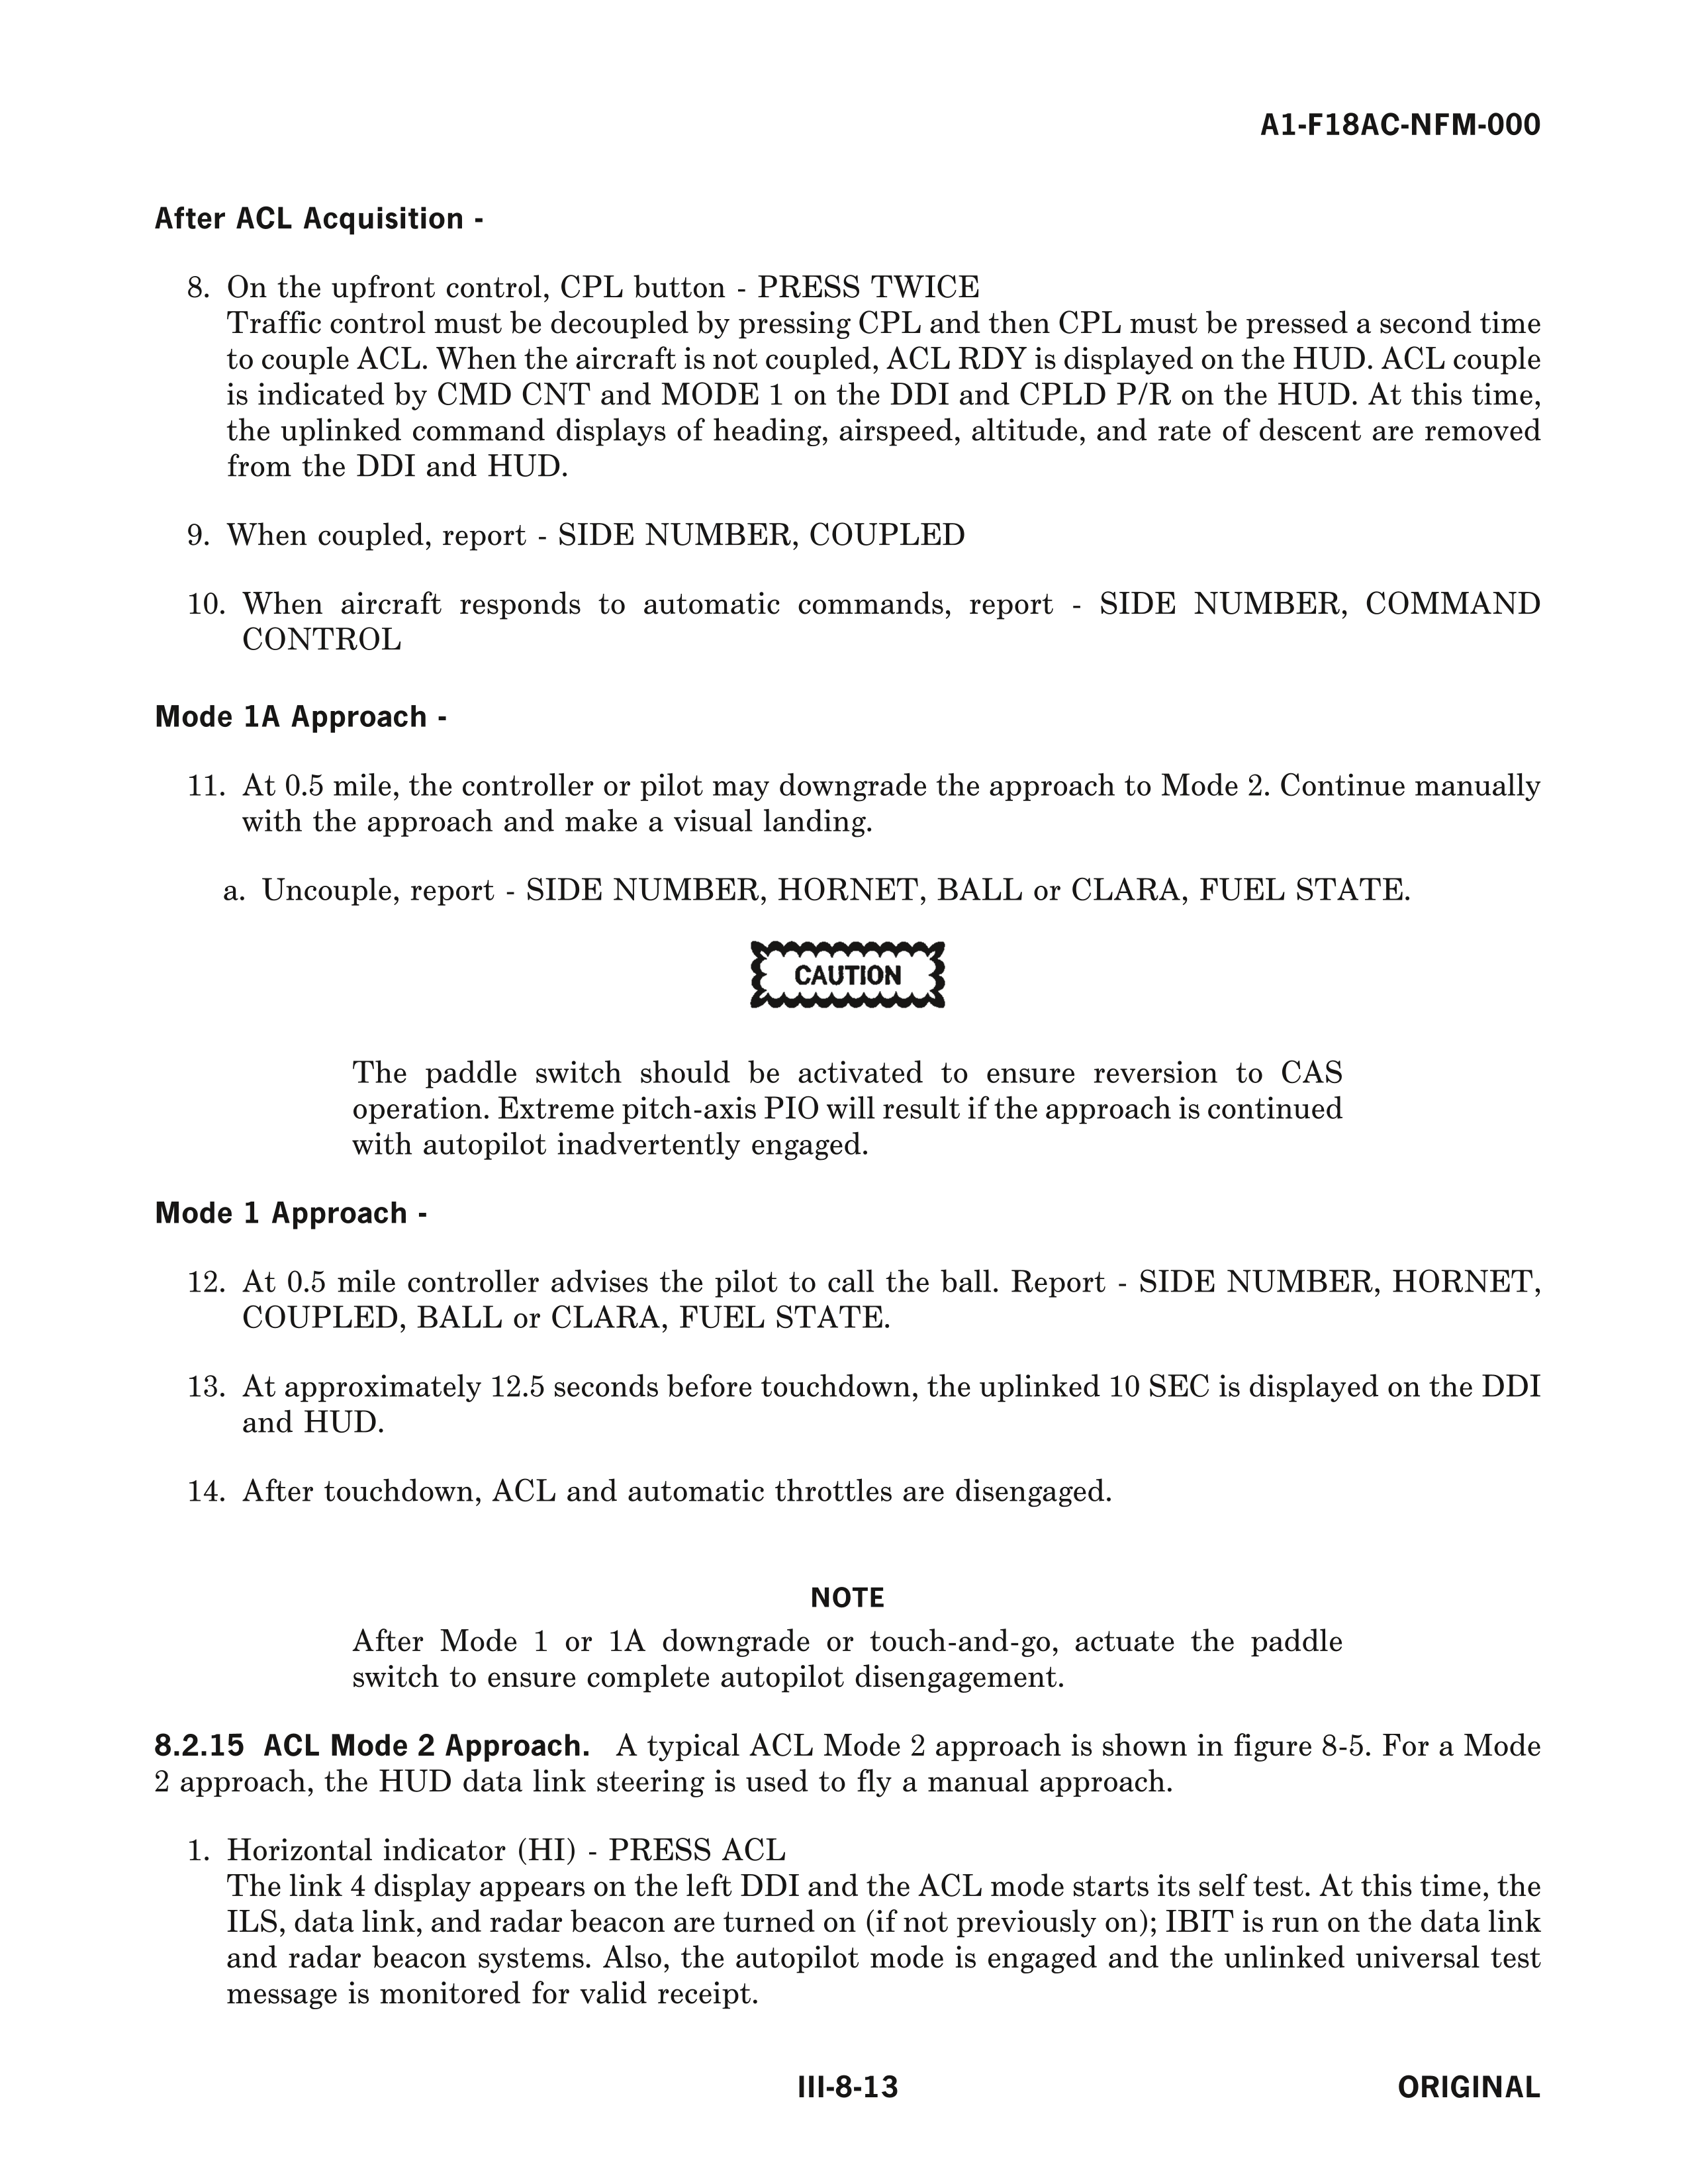 A1-F18AC-NFM-000
After ACL Acquisition -
8. On the upfront control, CPL button - PRESS TWICE
Traffic control must be decoupled by pressing CPL and then CPL must be pressed a second time
to couple ACL. When the aircraft is not coupled, ACL RDY is displayed on the HUD. ACL couple
is indicated by CMD CNT and MODE 1 on the DDI and CPLD P/R on the HUD. At this time,
the uplinked command displays of heading, airspeed, altitude, and rate of descent are removed
from the DDI and HUD.
9. When coupled, report - SIDE NUMBER, COUPLED
10. When aircraft responds to automatic commands, report - SIDE NUMBER, COMMAND
CONTROL
Mode 1A Approach -
11. At 0.5 mile, the controller or pilot may downgrade the approach to Mode 2. Continue manually
with the approach and make a visual landing.
a. Uncouple, report - SIDE NUMBER, HORNET, BALL or CLARA, FUEL STATE.
CAUTION
The paddle switch should be activated to ensure reversion to CAS
operation. Extreme pitch-axis PIO will result if the approach is continued
with autopilot inadvertently engaged.
Mode 1 Approach -
12. At 0.5 mile controller advises the pilot to call the ball. Report - SIDE NUMBER, HORNET,
COUPLED, BALL or CLARA, FUEL STATE.
13. At approximately 12.5 seconds before touchdown, the uplinked 10 SEC is displayed on the DDI
and HUD.
14. After touchdown, ACL and automatic throttles are disengaged.
NOTE
After Mode 1 or 1A downgrade or touch-and-go, actuate the paddle
switch to ensure complete autopilot disengagement.
8.2.15 ACL Mode 2 Approach. A typical ACL Mode 2 approach is shown in figure 8-5. For a Mode
2 approach, the HUD data link steering is used to fly a manual approach.
1. Horizontal indicator (HI) - PRESS ACL
The link 4 display appears on the left DDI and the ACL mode starts its self test. At this time, the
ILS, data link, and radar beacon are turned on (if not previously on); IBIT is run on the data link
and radar beacon systems. Also, the autopilot mode is engaged and the unlinked universal test
message is monitored for valid receipt.
III-8-13
ORIGINAL